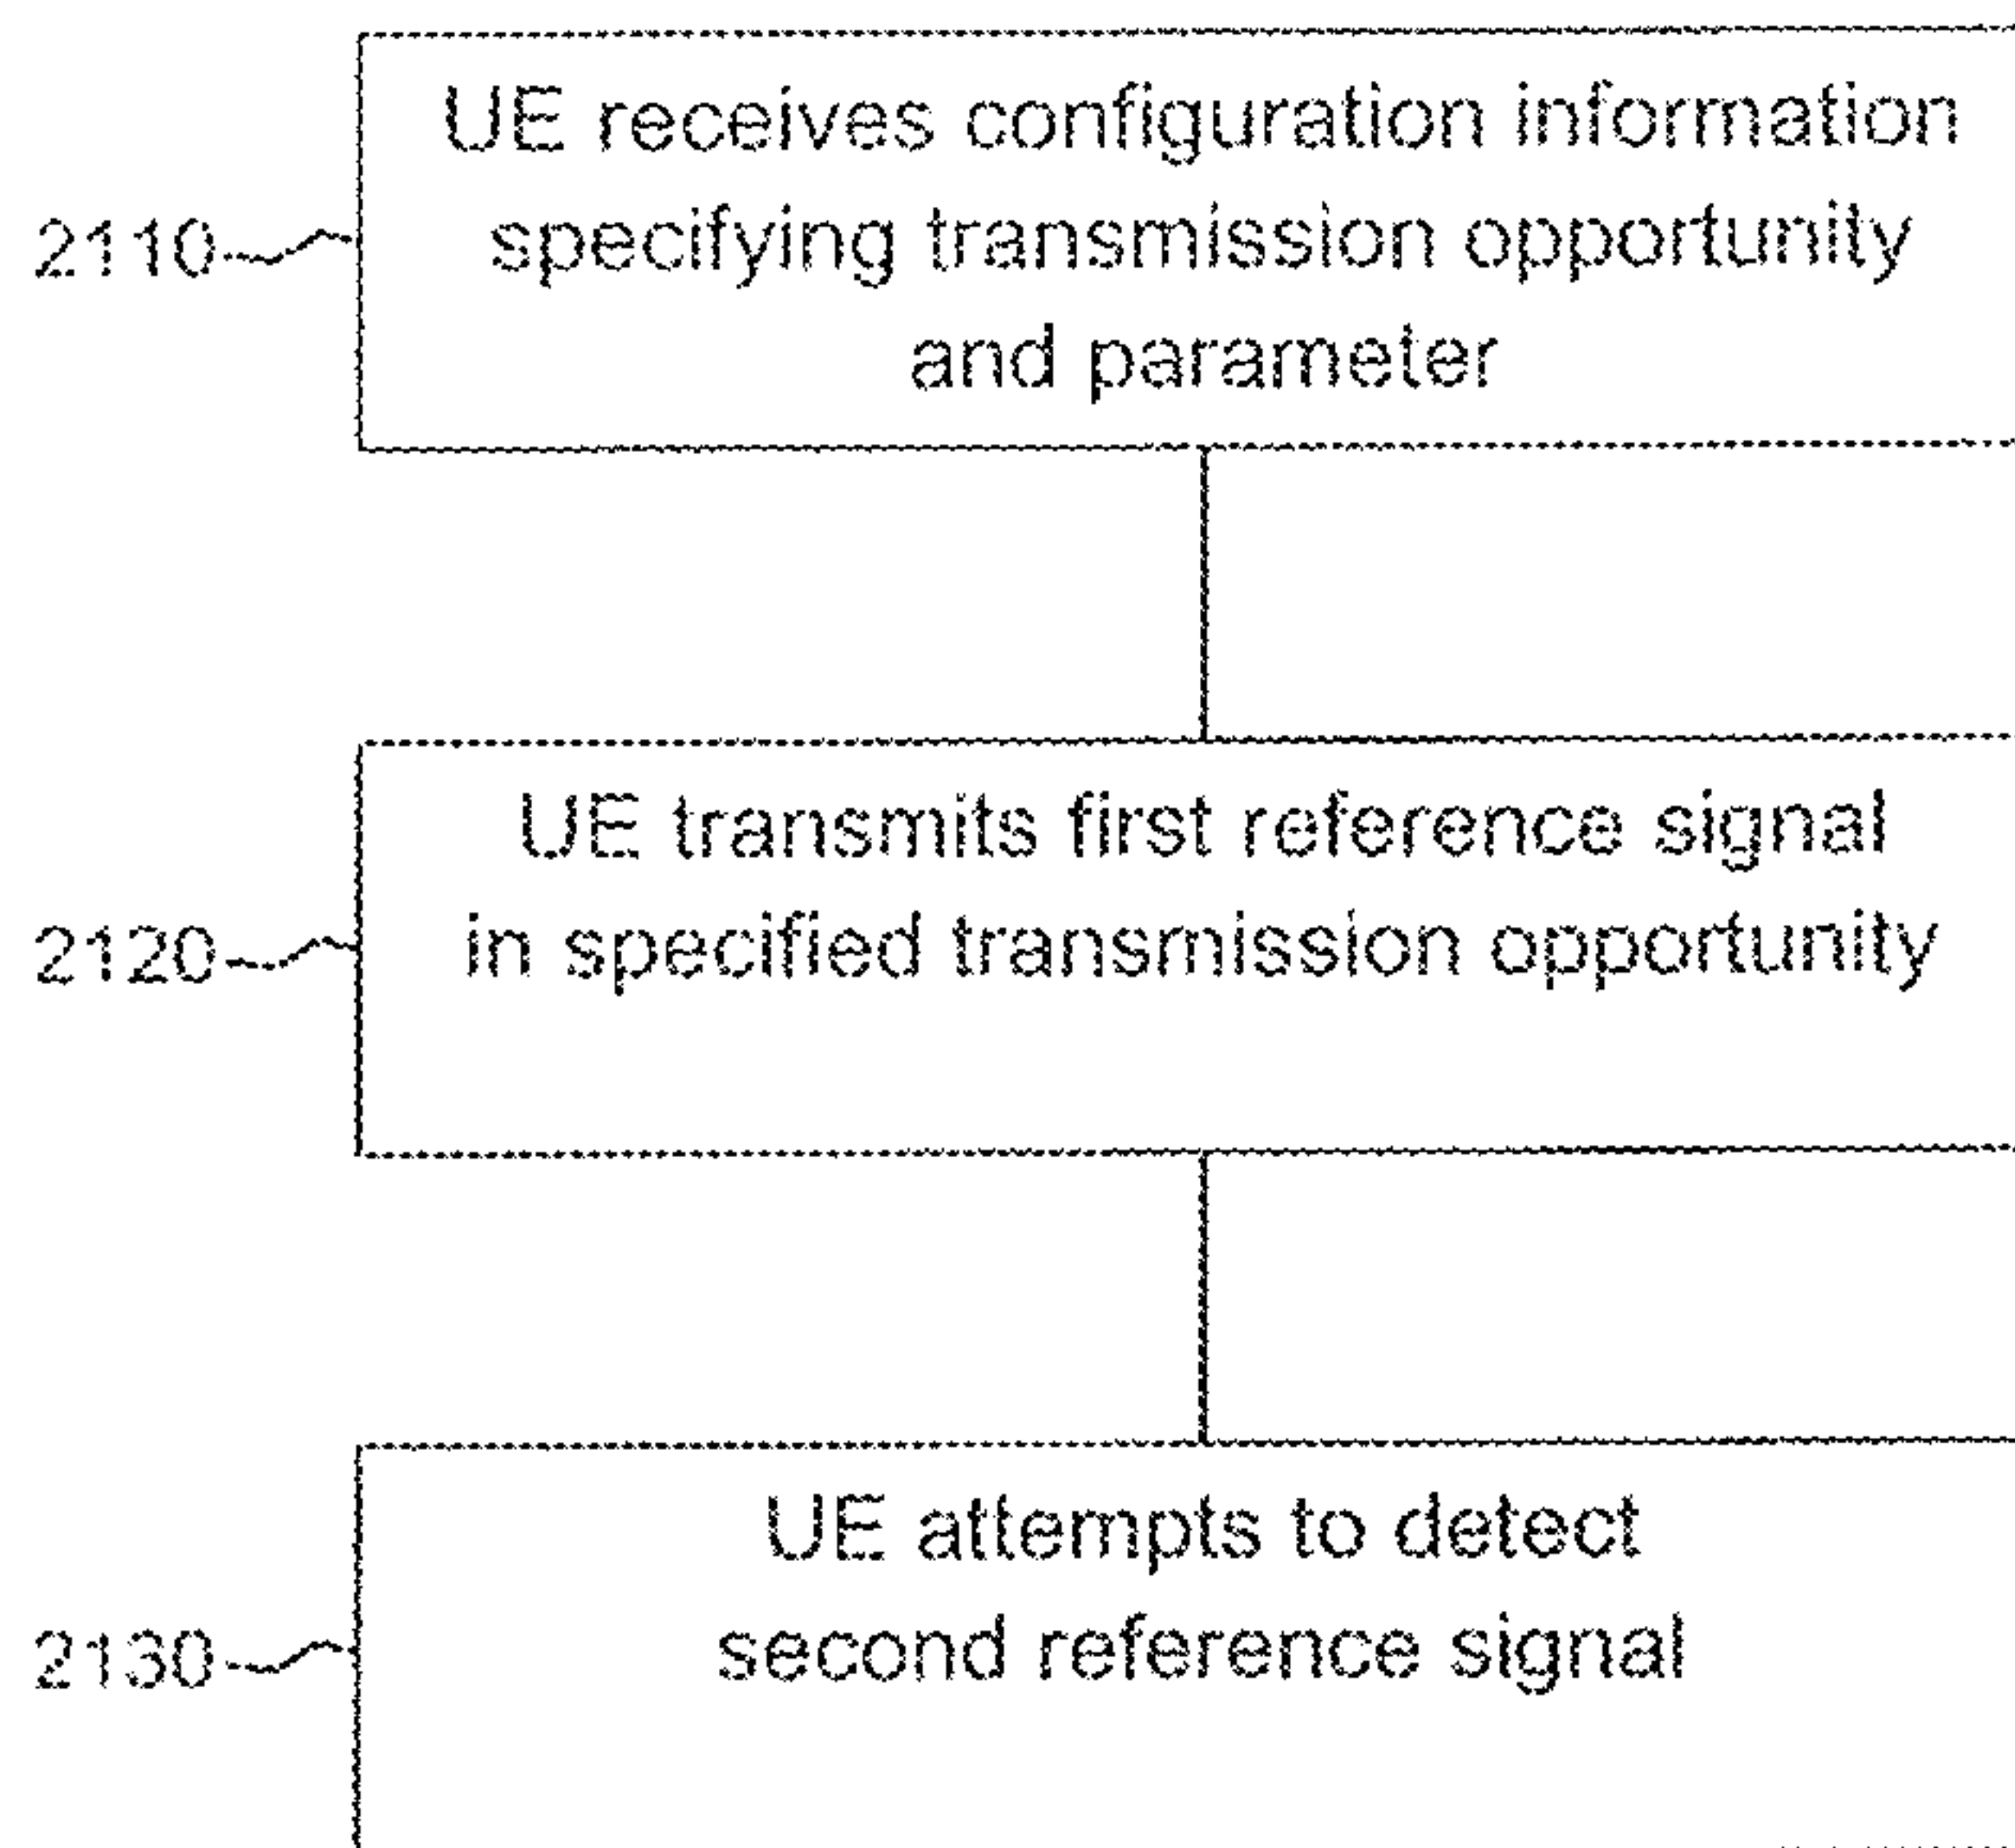 UE receives configuration information
specifying transmission opportunity
and parameter
2110
UE transmits first reference signal
in specified transmission opportunity
2120
UE attempts to detect
second reference signal
2130